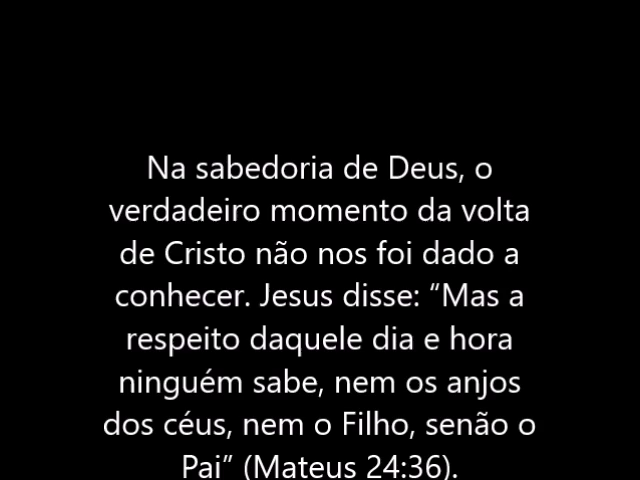 Na sabedoria de Deus, o
verdadeiro momento da volta
de Cristo não nos foi dado a
conhecer. Jesus disse: “Mas a
respeito daquele dia e hora
ninguém sabe, nem os anjos
dos céus, nem o Filho, senão o
Pai” (Mateus 24:36).